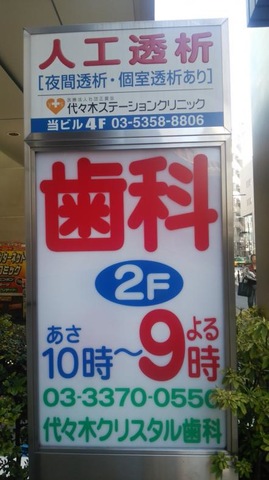 人工透析
[夜間透析・個室透析あり]
代々木ステーションクリニック
当ビル4F 03-5358-8806
歯科
2F
あさ よる
10時〜9時
03-3370-0550
代々木クリスタル歯科